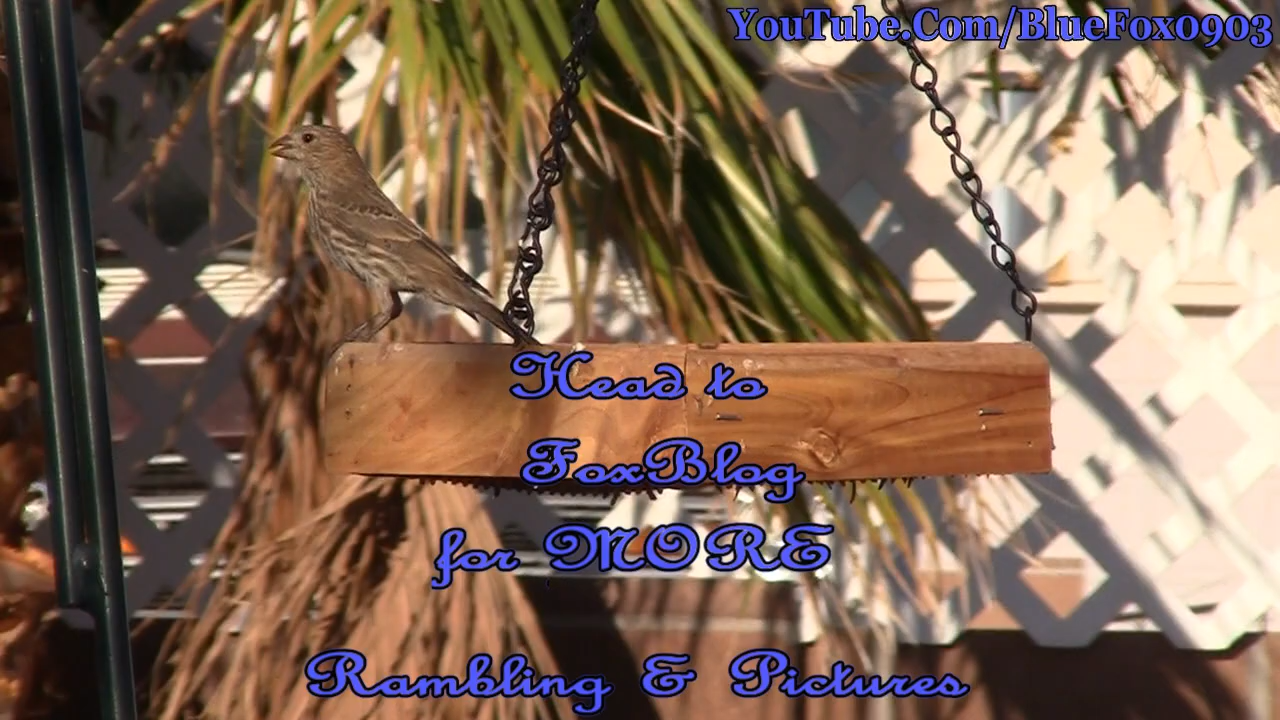 YouTube.Com/BlueFox0903
Head to
FoxBlog
for MORE
Rambling & Pictures